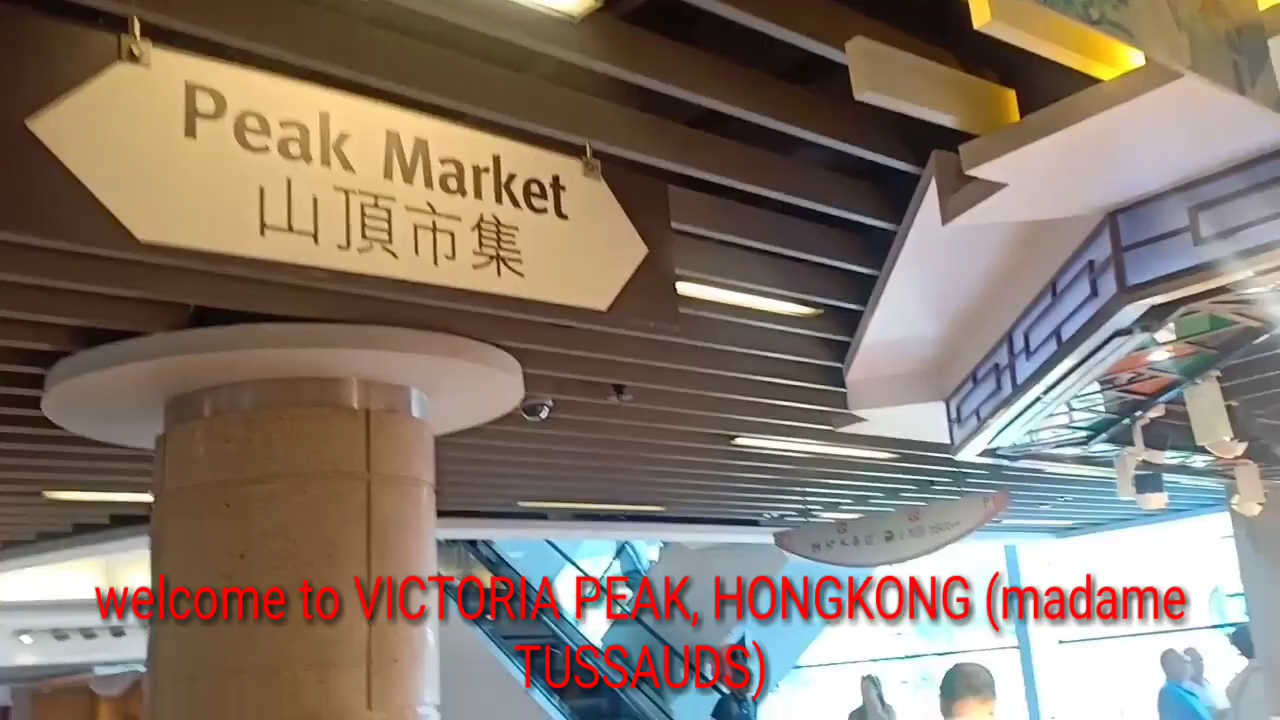 Peak Market
山頂市集
welcome to VICTORIA PEAK, HONGKONG (madame
TUSSAUDS)